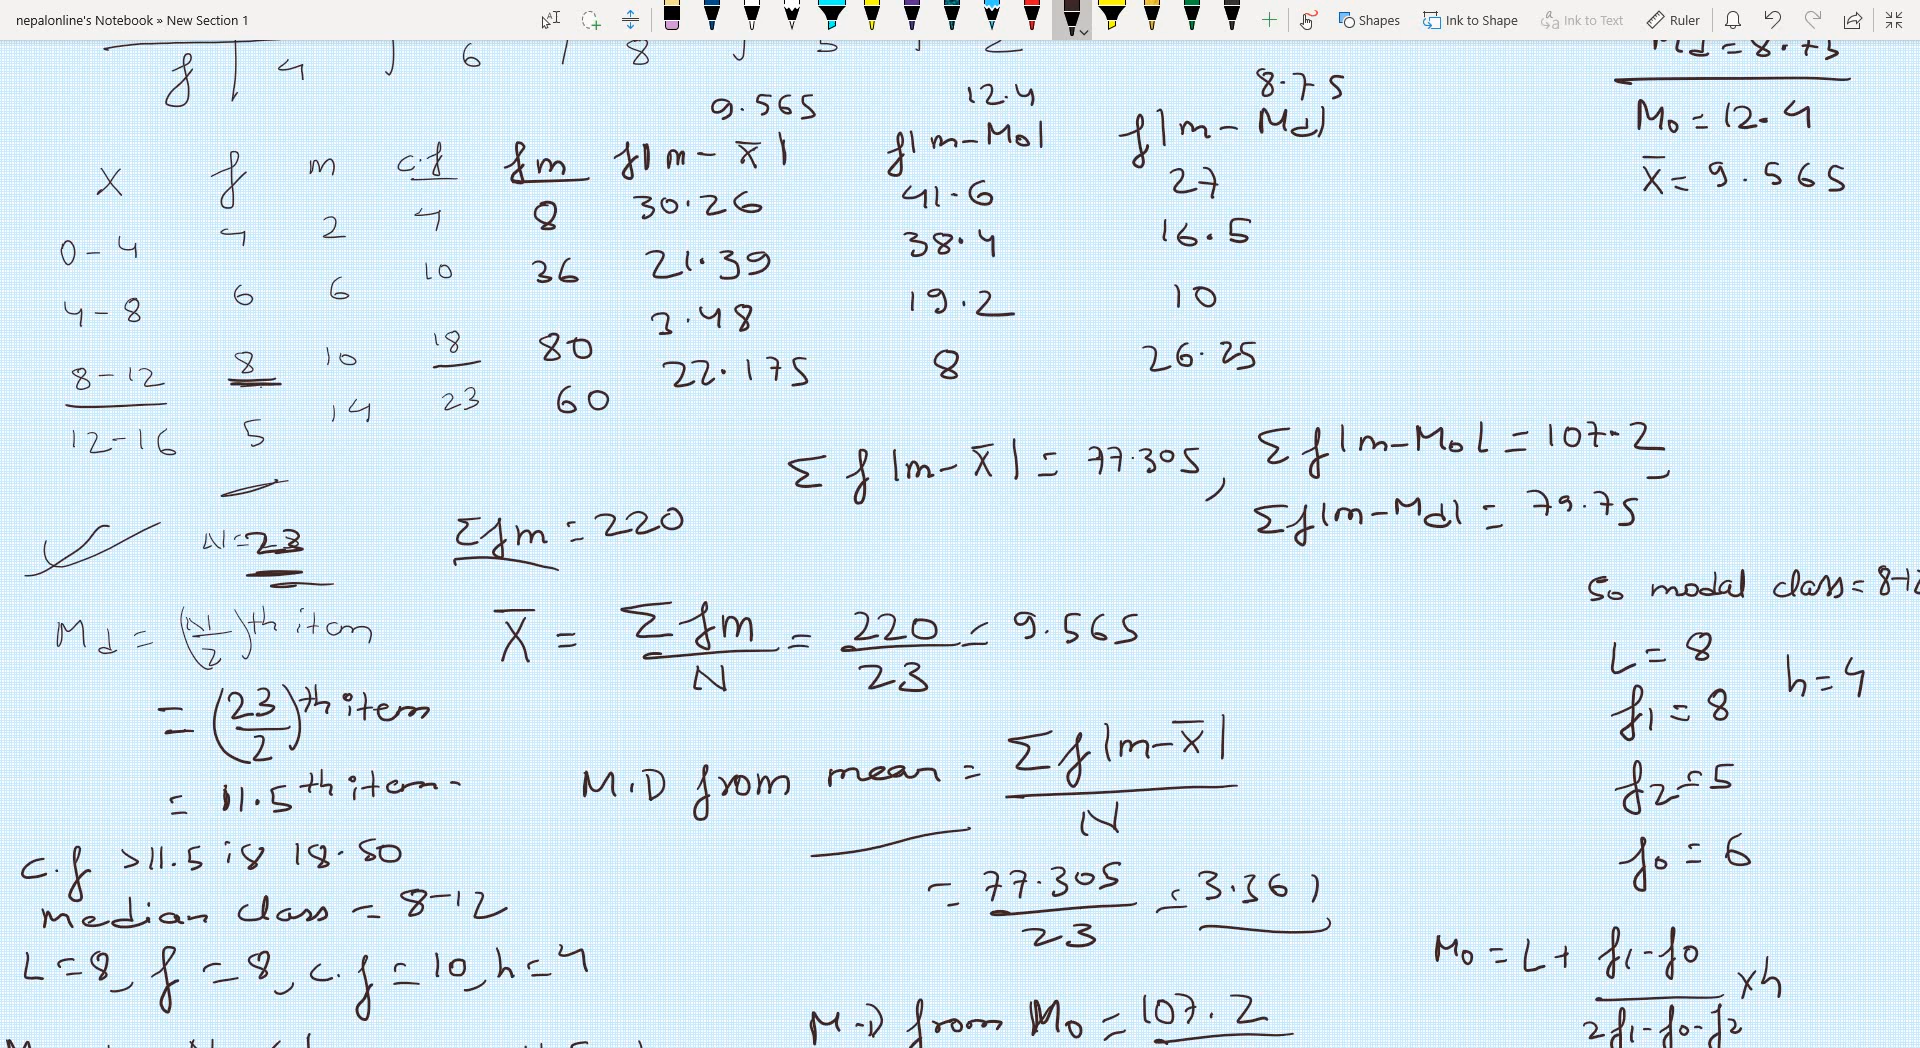 nepalonline's Notebook » New Section 1
Shapes Ink to Shape Ink to Text Ruler
f 4 6 8
Md = 8.75
9.565 12.4 8.75
X f m c.f fm f|m-X̅| f|m-Mo| f|m-Md|
0-4 4 2 4 8 30.26 41.6 27
4-8 6 6 10 36 21.39 38.4 16.5
8-12 8 10 18 80 3.48 19.2 10
12-16 5 14 23 60 22.175 8 26.25
Mo = 12.4
X̅ = 9.565
Σf|m-X̅| = 77.305, Σf|m-Mo| = 107.2,
Σf|m-Md| = 79.75
N = 23 Σfm = 220
Md = (N/2)th item
= (23/2)th item
= 11.5th item.
c.f >11.5 is 18. so
median class = 8-12
L = 8, f = 8, c.f = 10, h = 4
X̅ = Σfm/N = 220/23 = 9.565
M.D from mean = Σf|m-X̅|/N
= 77.305/23 = 3.361
M.D from Mo = 107.2
So modal class = 8-12
L = 8 h = 4
f1 = 8
f2 = 5
f0 = 6
Mo = L + (f1-f0)/(2f1-f0-f2) × h